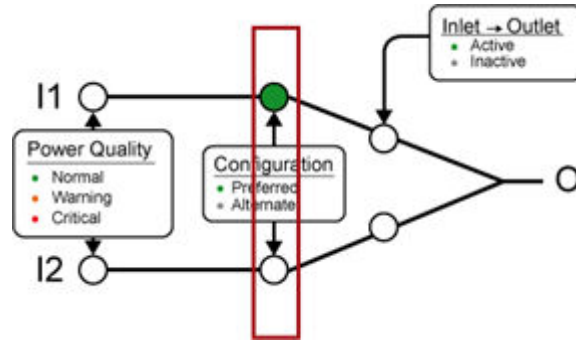 Inlet → Outlet
Active
Inactive
I1
Power Quality
Normal
Warning
Critical
Configuration
Preferred
Alternate
O
I2